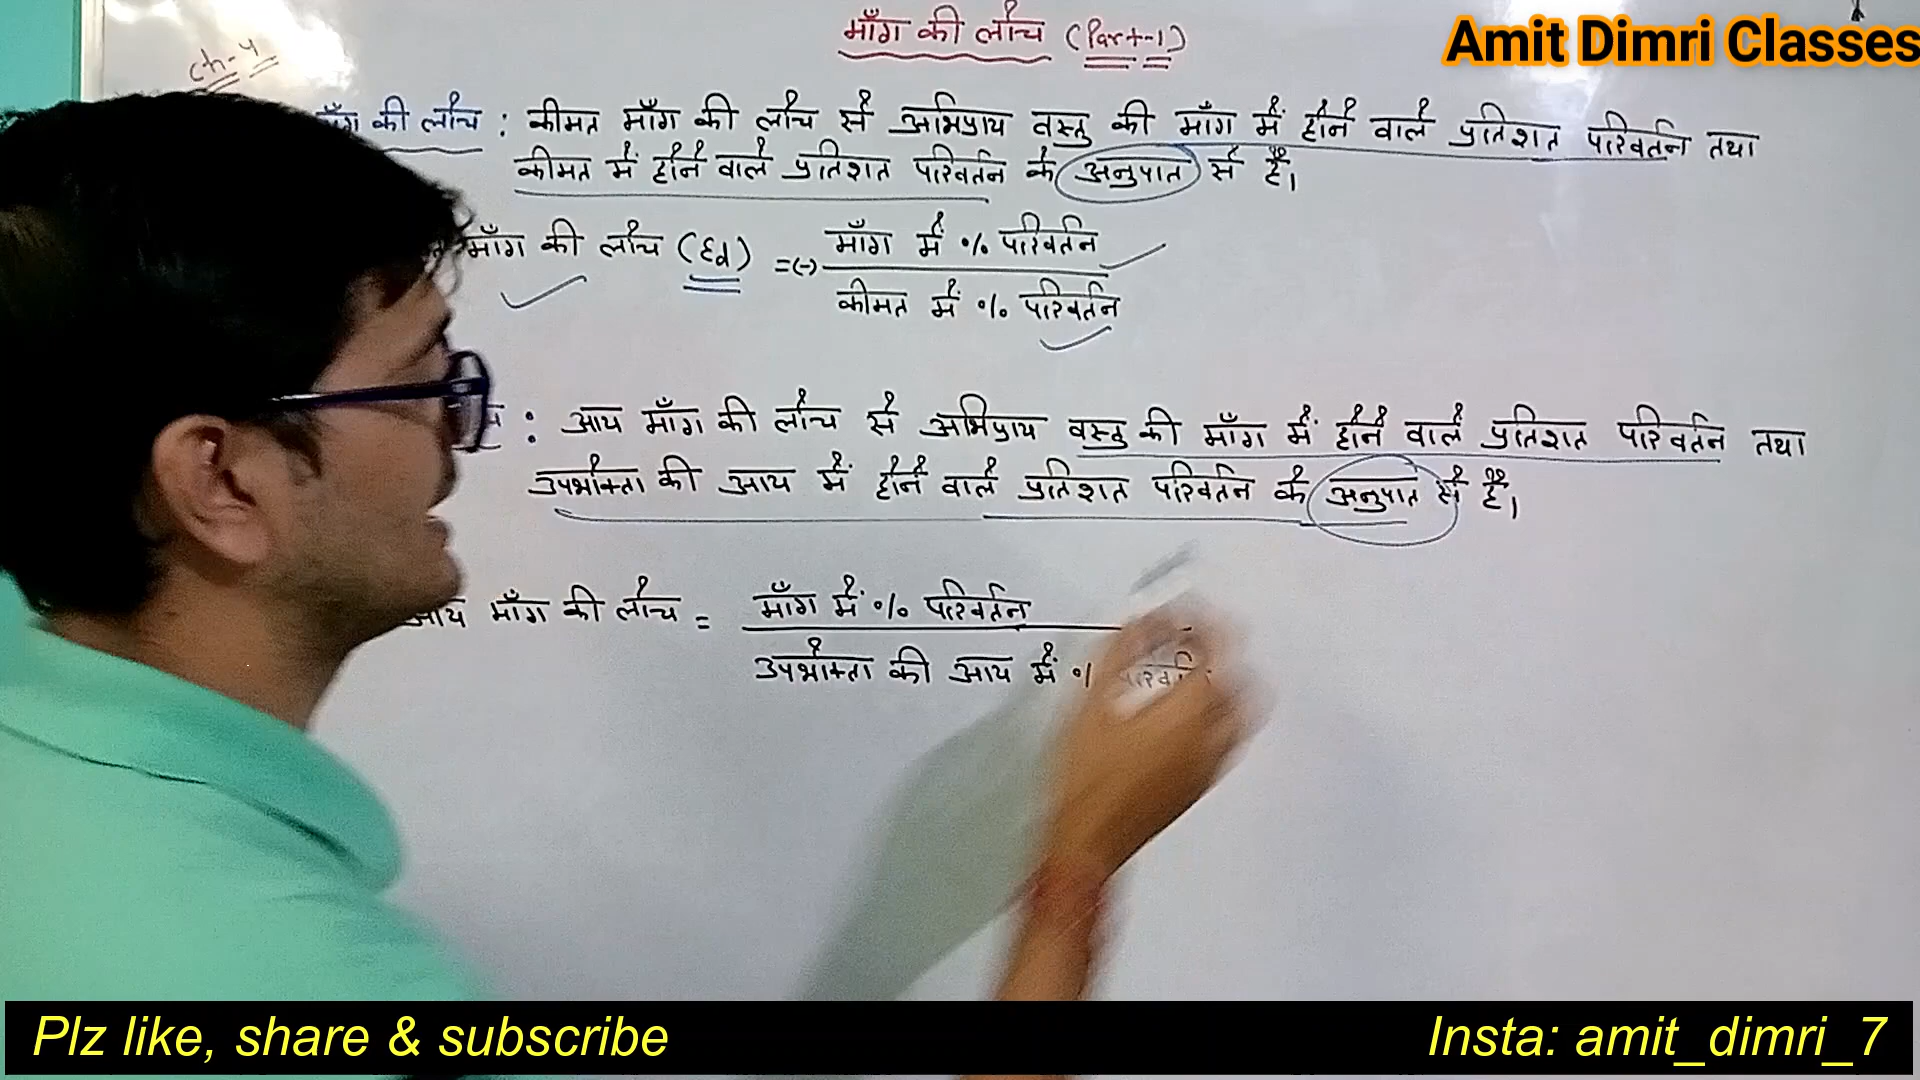 माँग की लोच (Part-1)
Amit Dimri Classes
Ch-4
की लोच : कीमत माँग की लोच से अभिप्राय वस्तु की माँग में होने वाले प्रतिशत परिवर्तन तथा
कीमत में होने वाले प्रतिशत परिवर्तन के अनुपात से है।
माँग की लोच (Ed) = (-) माँग में % परिवर्तन
कीमत में % परिवर्तन
: आय माँग की लोच से अभिप्राय वस्तु की माँग में होने वाले प्रतिशत परिवर्तन तथा
उपभोक्ता की आय में होने वाले प्रतिशत परिवर्तन के अनुपात से है।
आय माँग की लोच = माँग में % परिवर्तन
उपभोक्ता की आय में %
Plz like, share & subscribe
Insta: amit_dimri_7